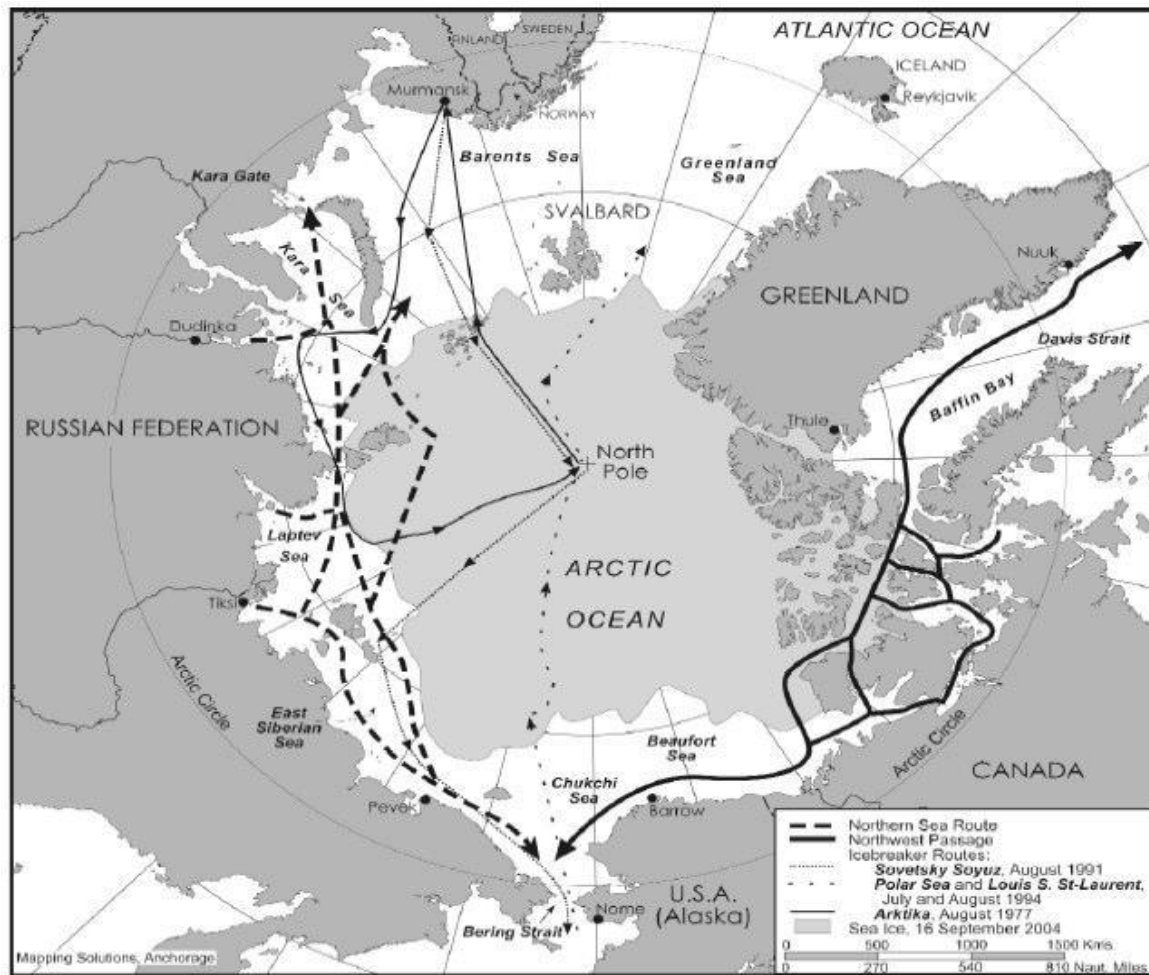 SWEDEN
FINLAND
ATLANTIC OCEAN
ICELAND
Murmansk
Reykjavik
NORWAY
Barents Sea
Greenland
Sea
Kara Gate
SVALBARD
Kara Sea
Nuuk
GREENLAND
Dudinka
Davis Strait
Baffin Bay
RUSSIAN FEDERATION
Thule
North
Pole
Laptev
Sea
ARCTIC
OCEAN
Tiksi
Arctic Circle
East
Siberian
Sea
Beaufort
Sea
Arctic Circle
CANADA
Chukchi
Sea
Pevek
Barrow
U.S.A.
(Alaska)
Nome
Bering Strait
Northern Sea Route
Northwest Passage
Icebreaker Routes:
Sovetsky Soyuz, August 1991
Polar Sea and Louis S. St-Laurent,
July and August 1994
Arktika, August 1977
Sea Ice, 16 September 2004
0 500 1000 1500 Kms
0 270 540 810 Naut. Miles
Mapping Solutions, Anchorage